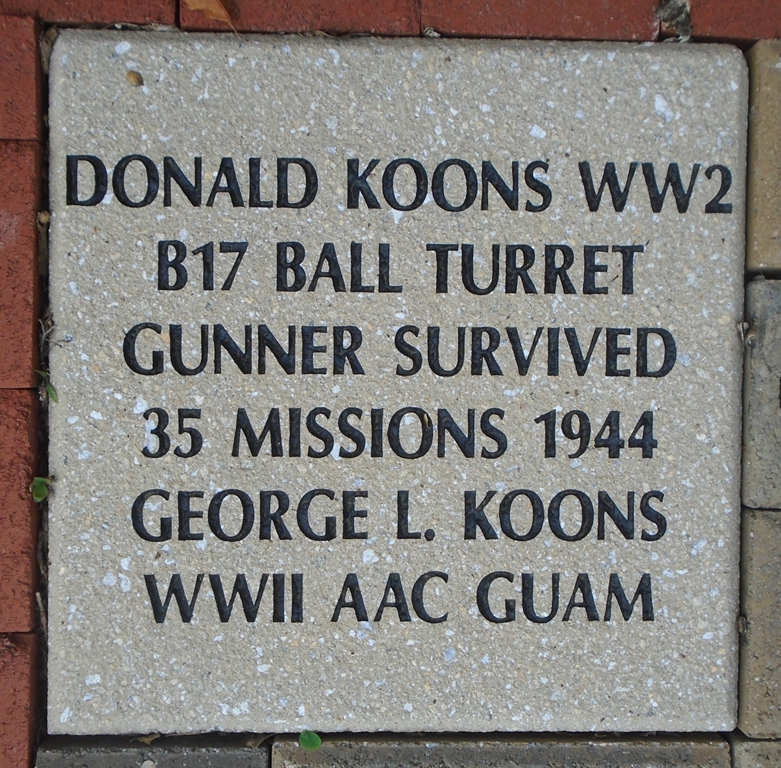 DONALD KOONS WW2
B17 BALL TURRET
GUNNER SURVIVED
35 MISSIONS 1944
GEORGE L. KOONS
WWII AAC GUAM